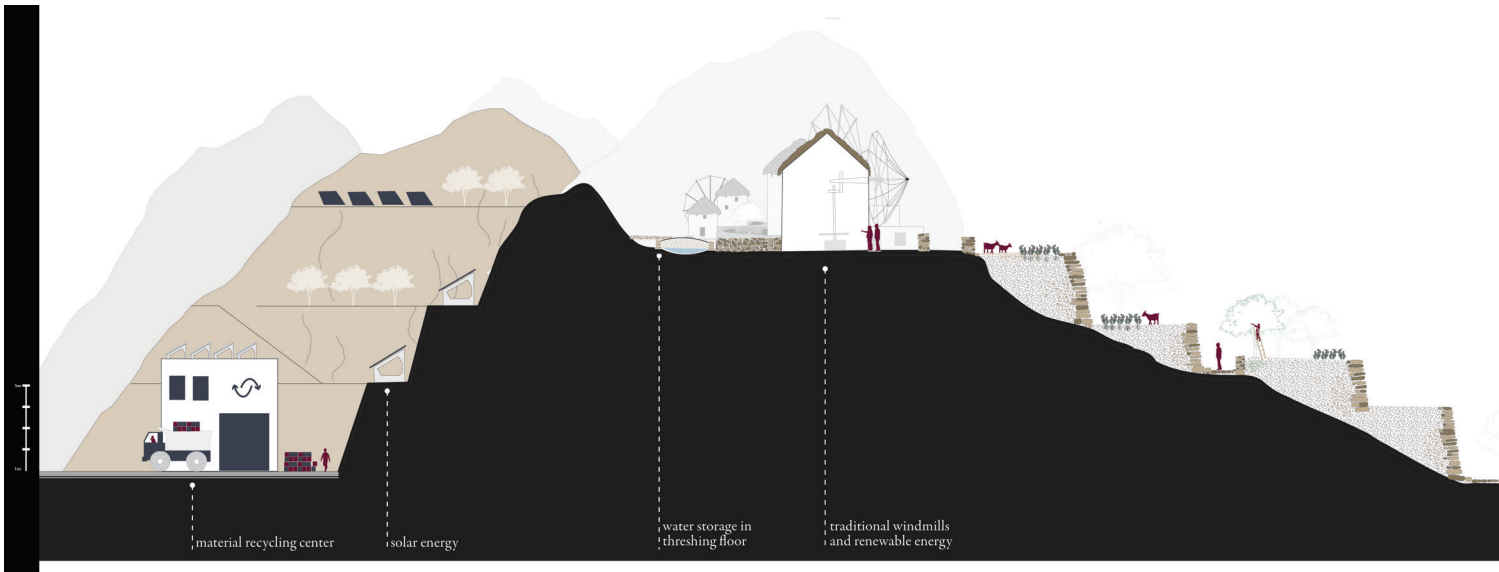 material recycling center
solar energy
water storage in
threshing floor
traditional windmills
and renewable energy